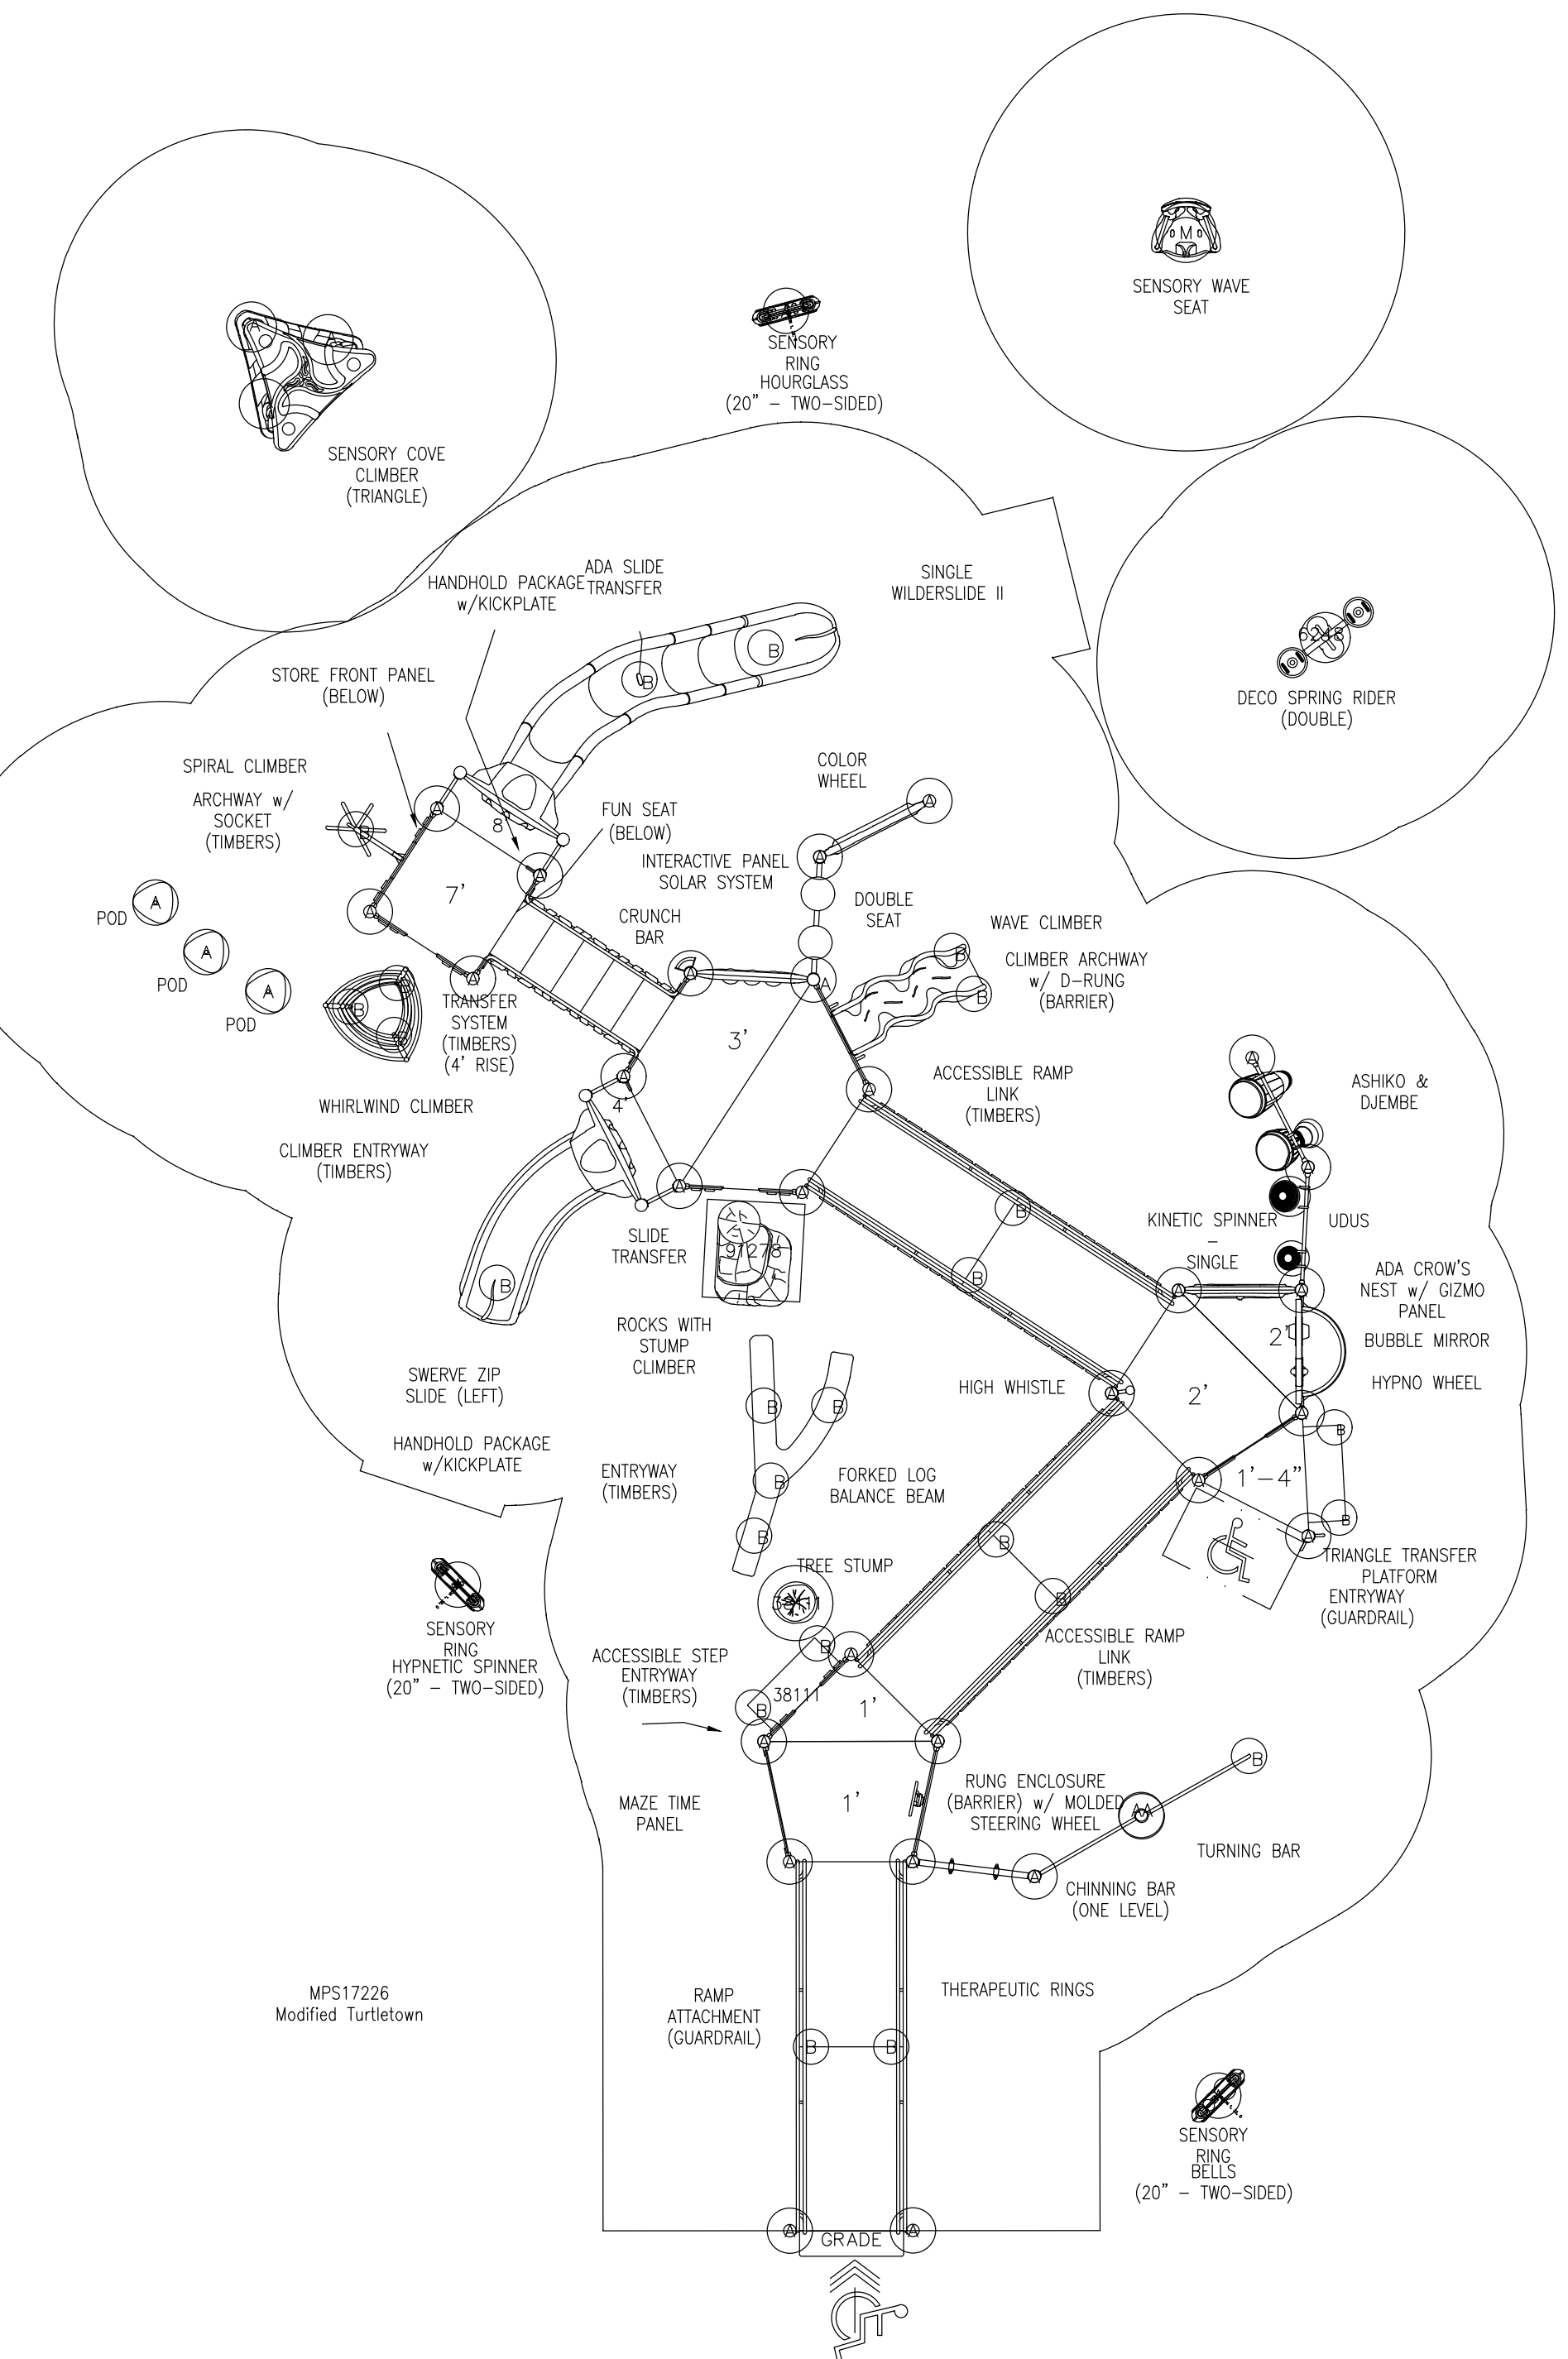 M
SENSORY WAVE
SEAT
SENSORY
RING
HOURGLASS
(20” – TWO-SIDED)
SENSORY COVE
CLIMBER
(TRIANGLE)
ADA SLIDE
TRANSFER
HANDHOLD PACKAGE
w/KICKPLATE
SINGLE
WILDERSLIDE II
B
B
DECO SPRING RIDER
(DOUBLE)
STORE FRONT PANEL
(BELOW)
SPIRAL CLIMBER
ARCHWAY w/
SOCKET
(TIMBERS)
COLOR
WHEEL
FUN SEAT
(BELOW)
8'
7'
INTERACTIVE PANEL
SOLAR SYSTEM
DOUBLE
SEAT
CRUNCH
BAR
WAVE CLIMBER
CLIMBER ARCHWAY
w/ D-RUNG
(BARRIER)
A
POD
A
POD
A
POD
B
B
B
A
TRANSFER
SYSTEM
(TIMBERS)
(4' RISE)
3'
4'
WHIRLWIND CLIMBER
CLIMBER ENTRYWAY
(TIMBERS)
ACCESSIBLE RAMP
LINK
(TIMBERS)
ASHIKO &
DJEMBE
SLIDE
TRANSFER
91278
B
B
B
KINETIC SPINNER
–
SINGLE
UDUS
ADA CROW'S
NEST w/ GIZMO
PANEL
BUBBLE MIRROR
HYPNO WHEEL
2'
2'
ROCKS WITH
STUMP
CLIMBER
SWERVE ZIP
SLIDE (LEFT)
HANDHOLD PACKAGE
w/KICKPLATE
HIGH WHISTLE
ENTRYWAY
(TIMBERS)
FORKED LOG
BALANCE BEAM
B
B
B
B
1'-4”
B
B
TRIANGLE TRANSFER
PLATFORM
ENTRYWAY
(GUARDRAIL)
TREE STUMP
B
B
SENSORY
RING
HYPNETIC SPINNER
(20” – TWO-SIDED)
ACCESSIBLE STEP
ENTRYWAY
(TIMBERS)
B
B
38111
1'
ACCESSIBLE RAMP
LINK
(TIMBERS)
MAZE TIME
PANEL
1'
RUNG ENCLOSURE
(BARRIER) w/ MOLDED
STEERING WHEEL
B
TURNING BAR
CHINNING BAR
(ONE LEVEL)
MPS17226
Modified Turtletown
RAMP
ATTACHMENT
(GUARDRAIL)
THERAPEUTIC RINGS
B
B
SENSORY
RING
BELLS
(20” – TWO-SIDED)
A
A
GRADE